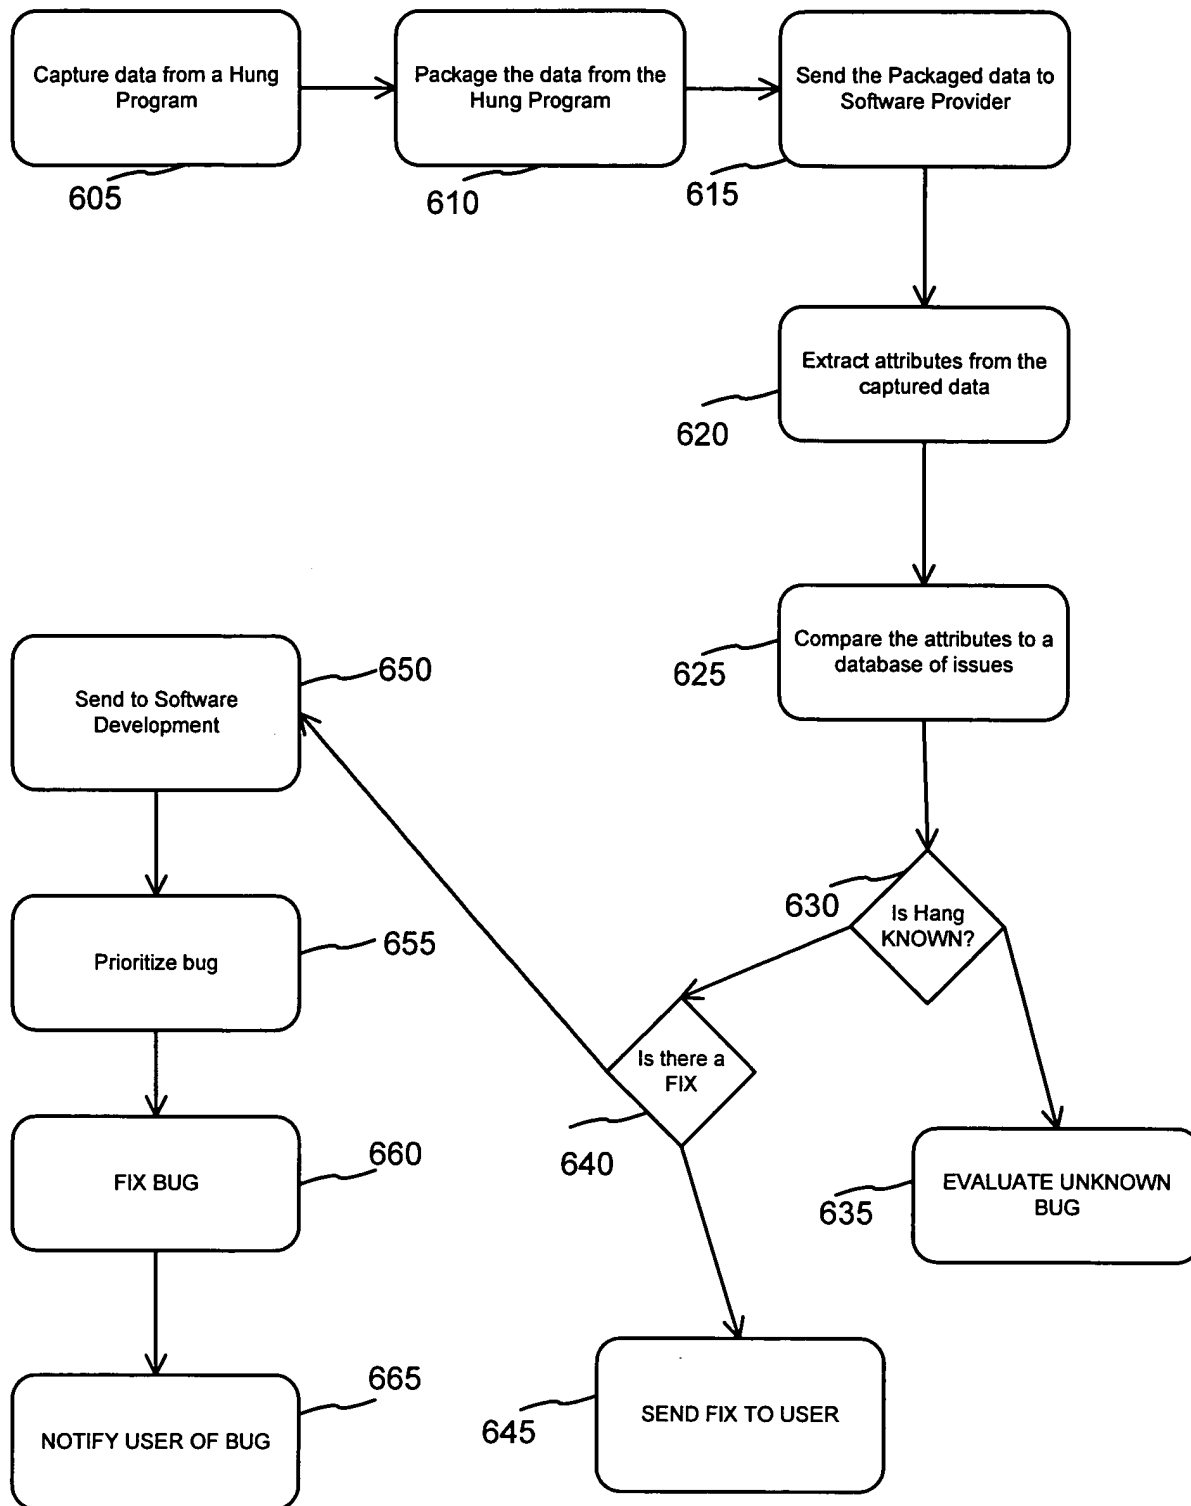 Capture data from a Hung
Program
605
Package the data from the
Hung Program
610
Send the Packaged data to
Software Provider
615
Extract attributes from the
captured data
620
Compare the attributes to a
database of issues
625
Is Hang
KNOWN?
630
EVALUATE UNKNOWN
BUG
635
Is there a
FIX
640
SEND FIX TO USER
645
Send to Software
Development
650
Prioritize bug
655
FIX BUG
660
NOTIFY USER OF BUG
665